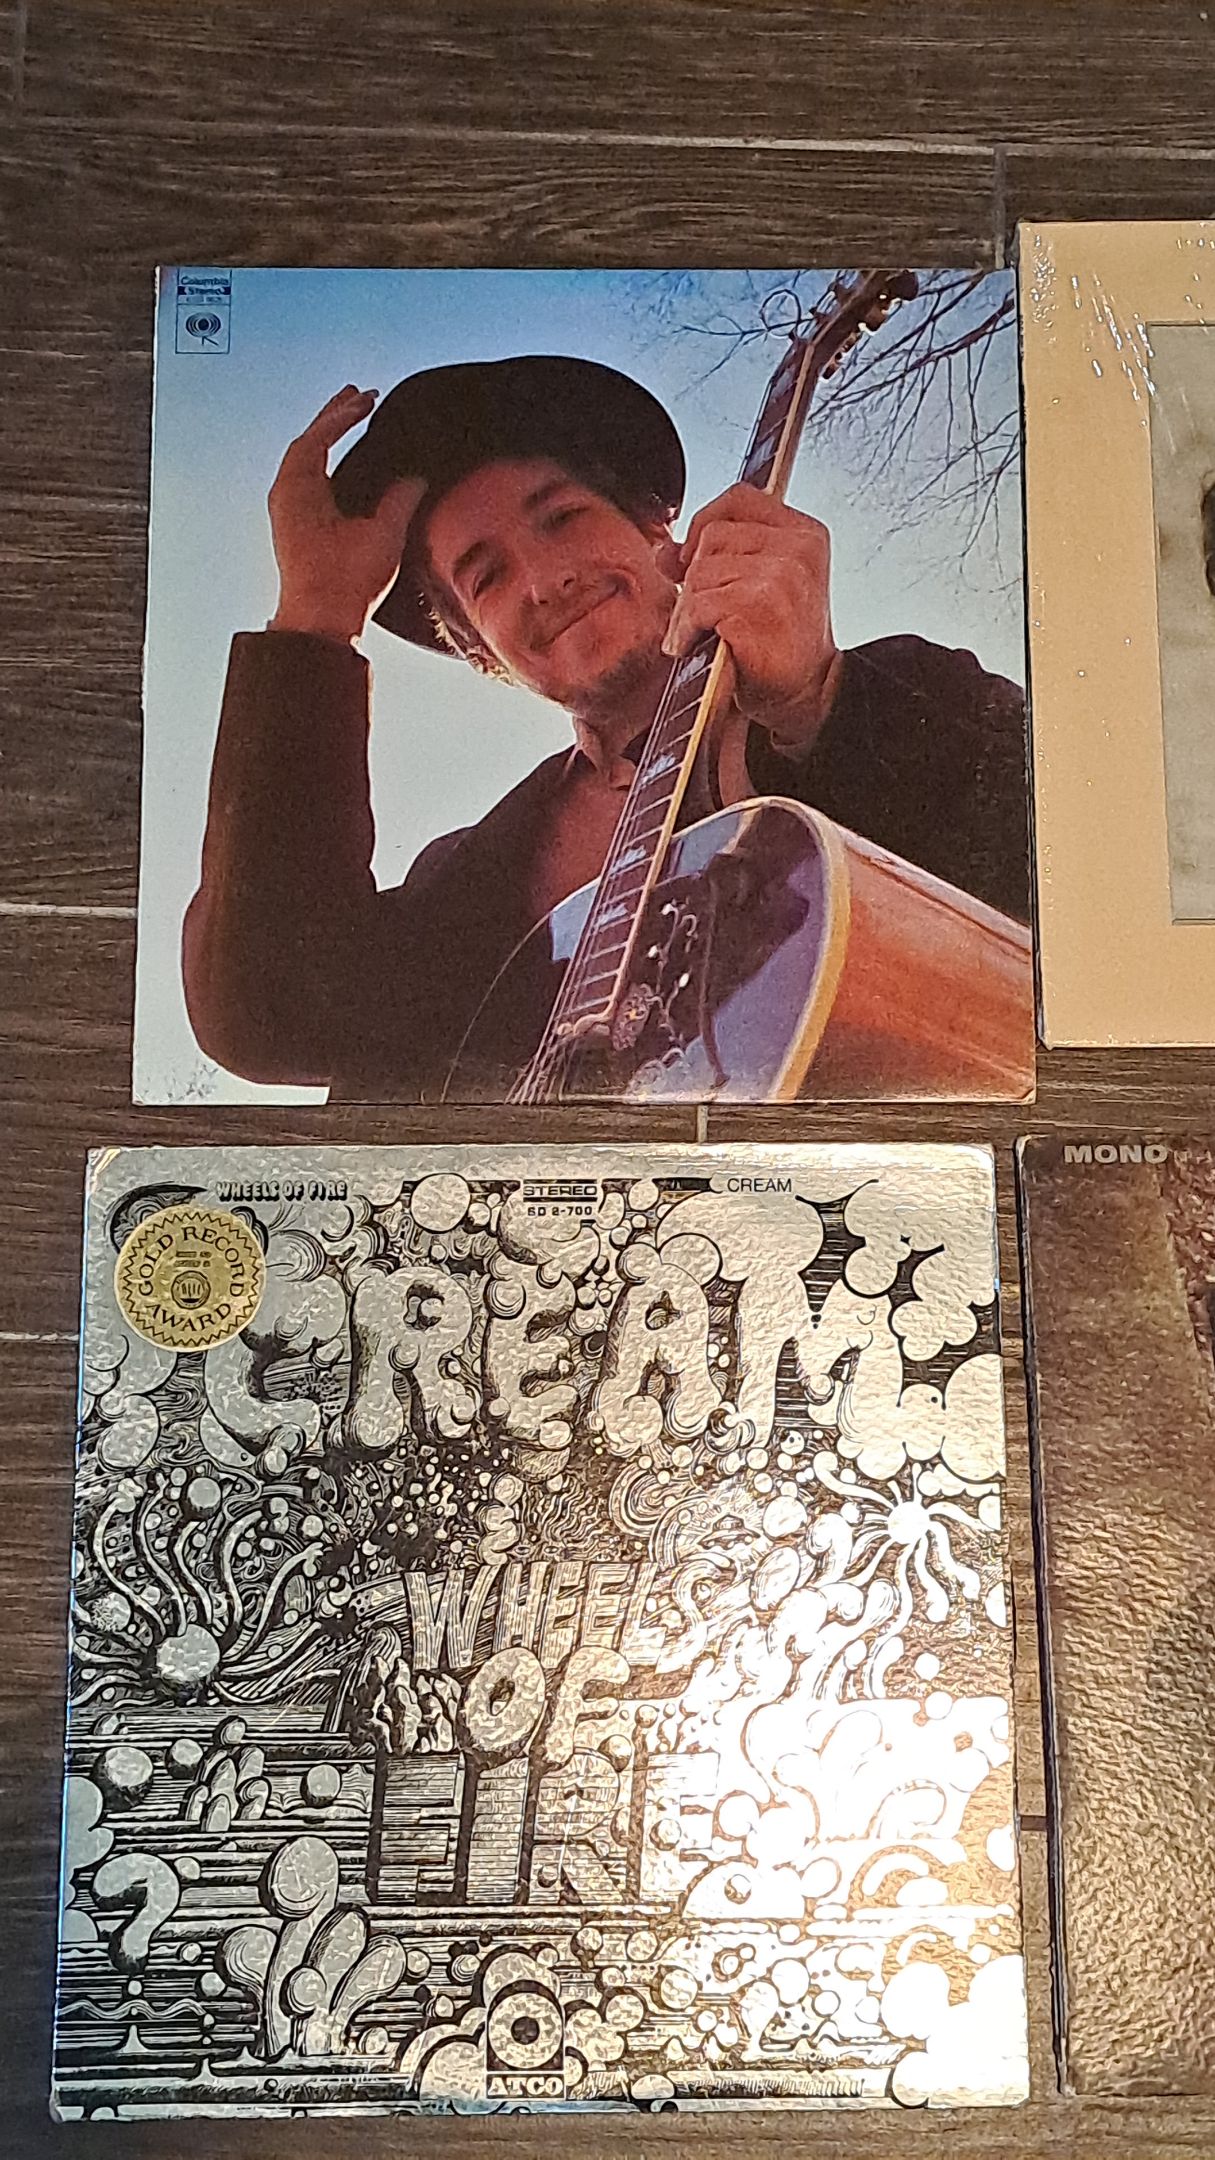 Columbia
Stereo
MONO
WHEELS OF FIRE
STEREO
SD 2-700
CREAM
GOLD RECORD
AWARD
CREAM
WHEELS
OF
FIRE
ATCO